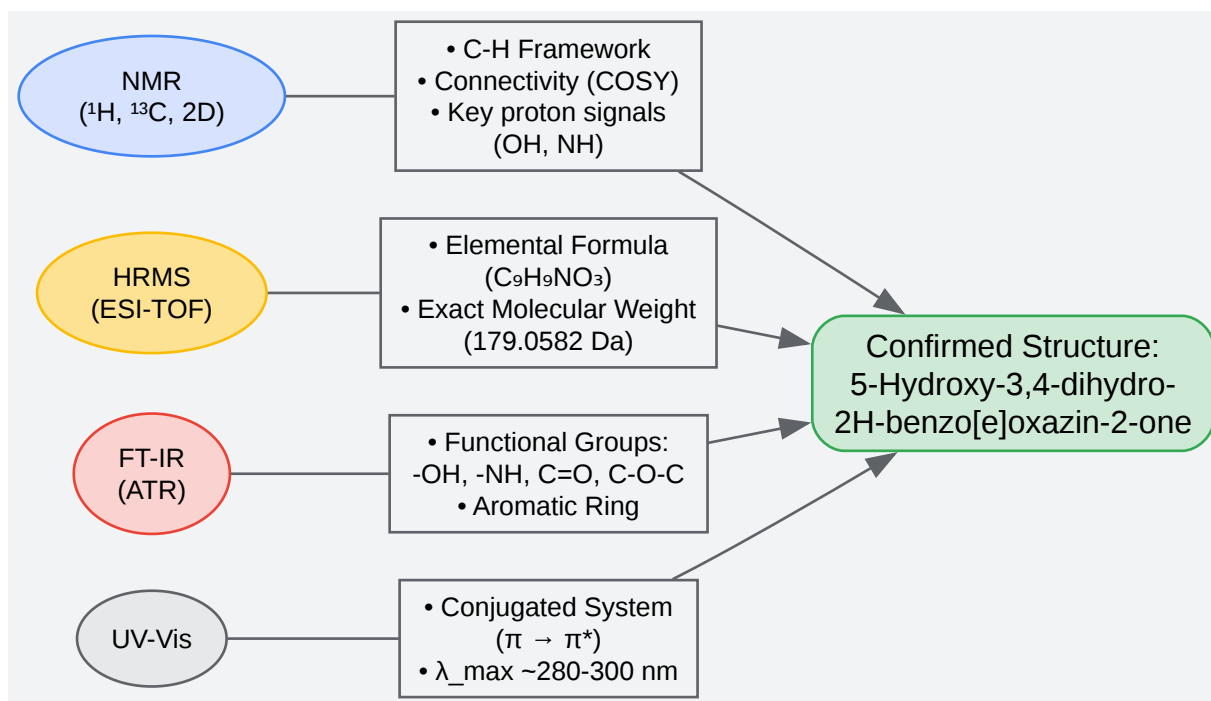 NMR
(¹H, ¹³C, 2D)
• C-H Framework
• Connectivity (COSY)
• Key proton signals
(OH, NH)
HRMS
(ESI-TOF)
• Elemental Formula
(C₉H₉NO₃)
• Exact Molecular Weight
(179.0582 Da)
FT-IR
(ATR)
• Functional Groups:
-OH, -NH, C=O, C-O-C
• Aromatic Ring
UV-Vis
• Conjugated System
(π → π*)
• λ_max ~280-300 nm
Confirmed Structure:
5-Hydroxy-3,4-dihydro-
2H-benzo[e]oxazin-2-one